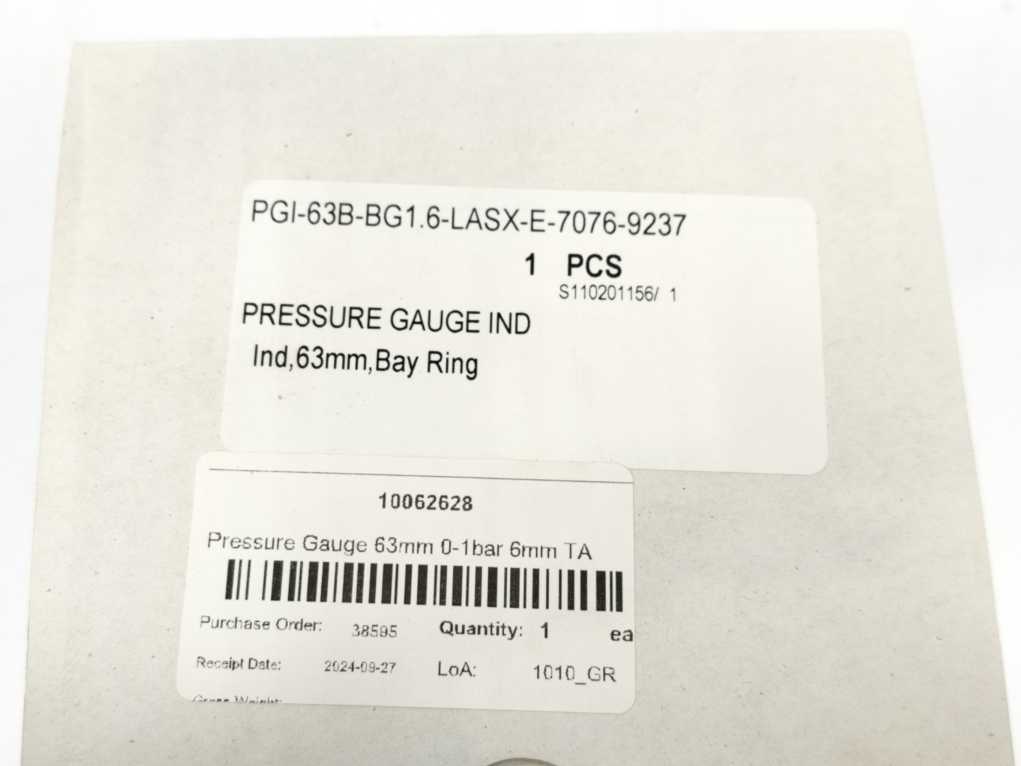 PGI-63B-BG1.6-LASX-E-7076-9237
1 PCS
S110201156/ 1
PRESSURE GAUGE IND
Ind,63mm,Bay Ring
10062628
Pressure Gauge 63mm 0-1bar 6mm TA
Purchase Order: 38595 Quantity: 1 ea
Receipt Date: 2024-09-27 LoA: 1010_GR
Gross Weight: